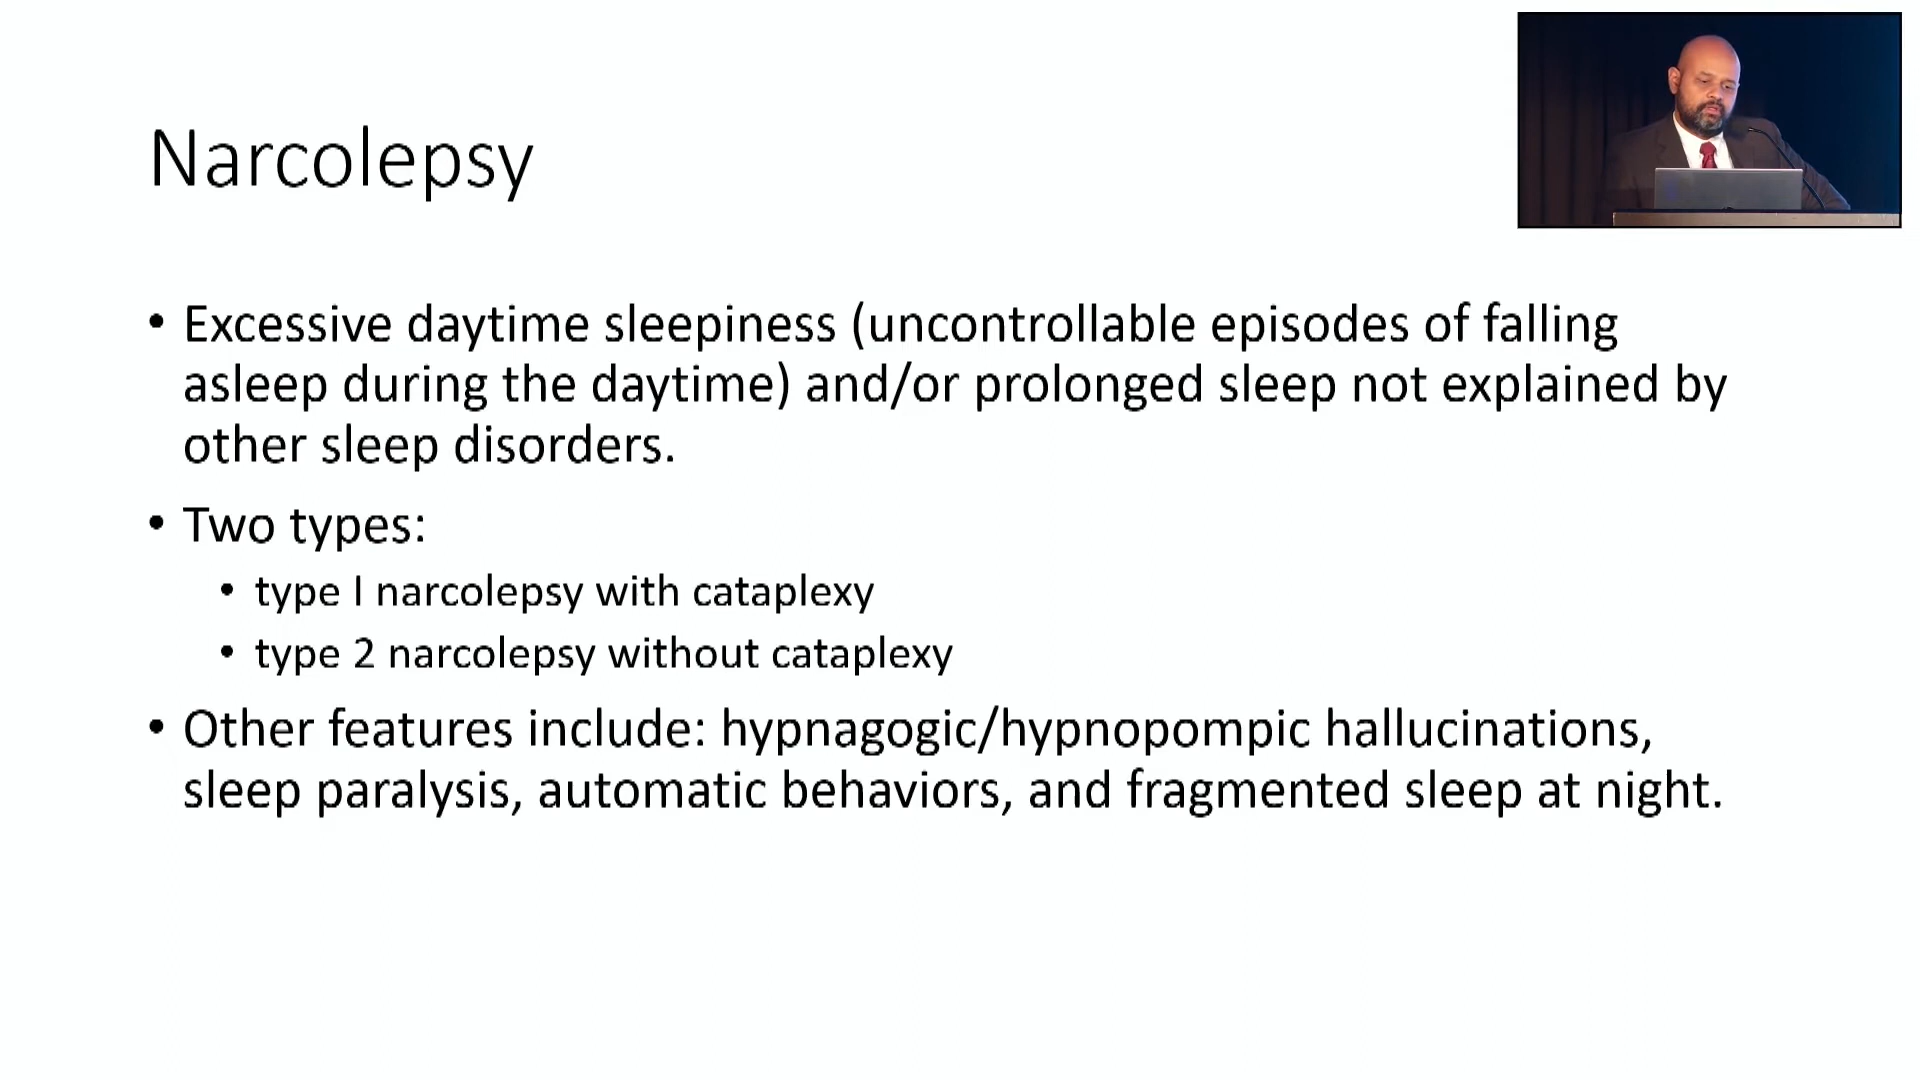 Narcolepsy
• Excessive daytime sleepiness (uncontrollable episodes of falling
asleep during the daytime) and/or prolonged sleep not explained by
other sleep disorders.
• Two types:
• type I narcolepsy with cataplexy
• type 2 narcolepsy without cataplexy
• Other features include: hypnagogic/hypnopompic hallucinations,
sleep paralysis, automatic behaviors, and fragmented sleep at night.